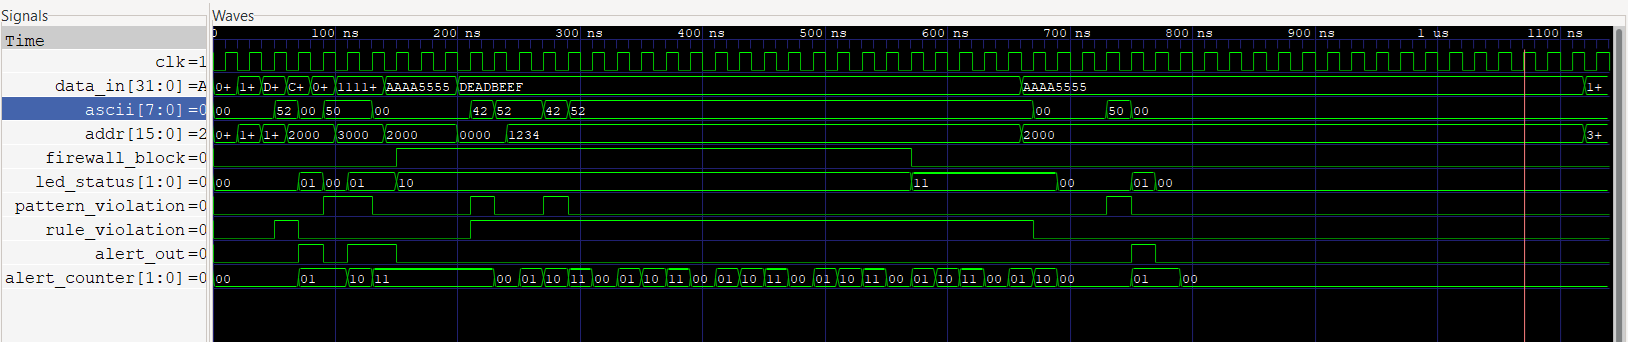 Signals Waves
Time 0 100 ns 200 ns 300 ns 400 ns 500 ns 600 ns 700 ns 800 ns 900 ns 1 us 1100 ns
clk=1
data_in[31:0]=A 0+ 1+ D+ C+ 0+ 1111+ AAAA5555 DEADBEEF AAAA5555 1+
ascii[7:0]=0 00 52 00 50 00 42 52 42 52 00 50 00
addr[15:0]=2 0+ 1+ 1+ 2000 3000 2000 0000 1234 2000 3+
firewall_block=0
led_status[1:0]=0 00 01 00 01 10 11 00 01 00
pattern_violation=0
rule_violation=0
alert_out=0
alert_counter[1:0]=0 00 01 10 11 00 01 10 11 00 01 10 11 00 01 10 11 00 01 10 11 00 01 10 11 00 01 10 00 01 00